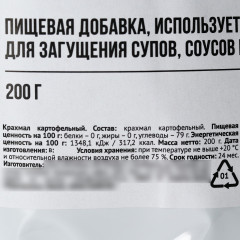 ПИЩЕВАЯ ДОБАВКА, ИСПОЛЬЗУЕТ
ДЛЯ ЗАГУЩЕНИЯ СУПОВ, СОУСОВ
200 Г
Крахмал картофельный. Состав: крахмал картофельный. Пищевая
ценность на 100 г: белки – 0 г, жиры – 0 г, углеводы – 79 г. Энергетическая
ценность на 100 г: 1348,1 кДж / 317,2 ккал. Масса нетто: 200 г. Дата
изготовления: Условия хранения: при температуре не выше +20 °С
и относительной влажности воздуха не более 75 %. Срок годности: 24 мес.
Изготовитель:
01